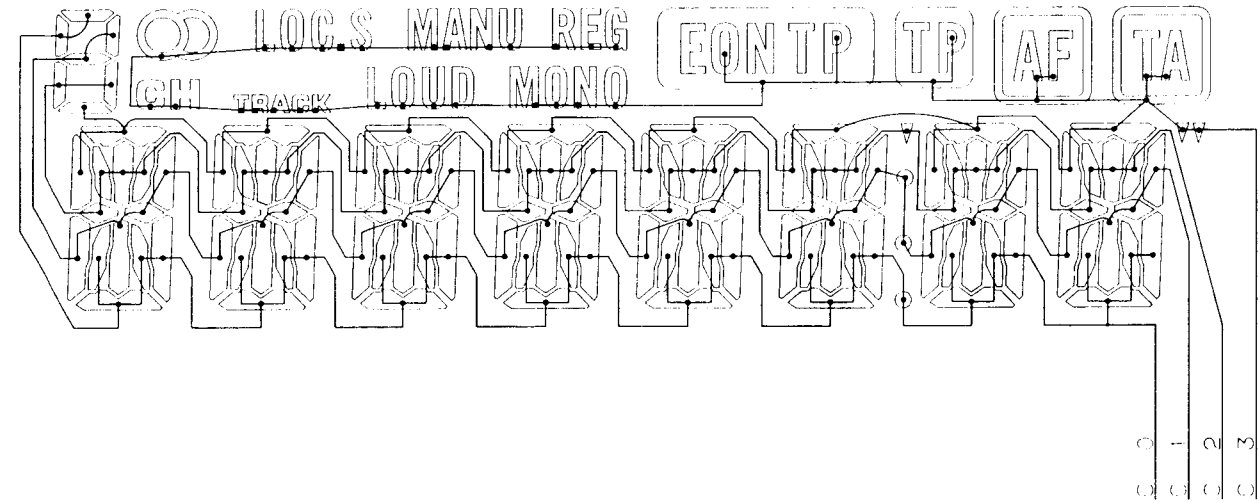 LOC.S MANU REG EON TP TP AF TA
CH TRACK LOUD MONO
C 0
C 1
C 2
C 3